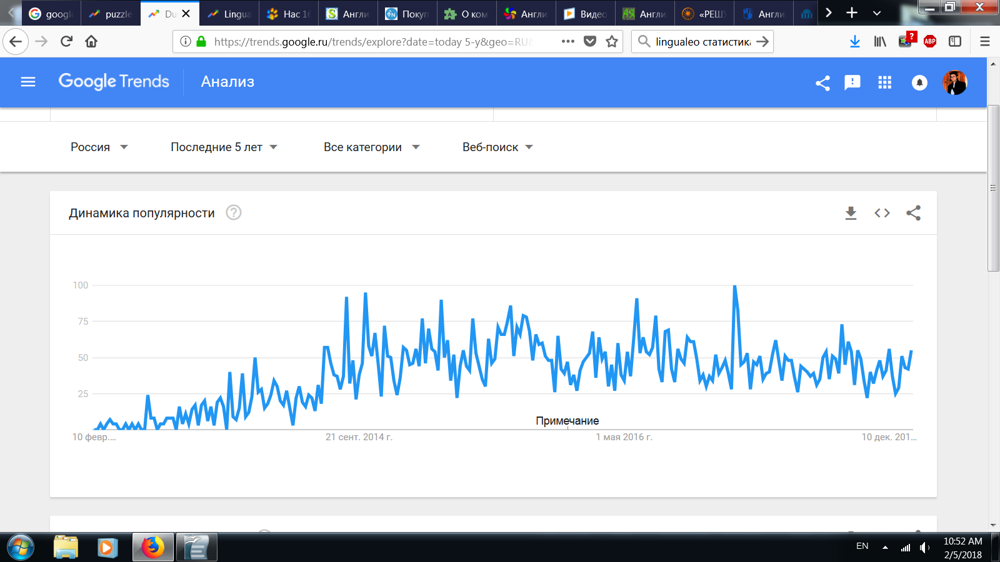 googl
puzzle
Du
Lingua
Нас 16
Англи
Покуп
О ком
Англи
Видео
Англи
«РЕШУ
Англи
https://trends.google.ru/trends/explore?date=today 5-y&geo=RU&
lingualeo статистика
ABP
?
Google Trends
Анализ
Россия
Последние 5 лет
Все категории
Веб-поиск
Динамика популярности
?
100
75
50
25
Примечание
10 февр....
21 сент. 2014 г.
1 мая 2016 г.
10 дек. 201...
EN
10:52 AM
2/5/2018